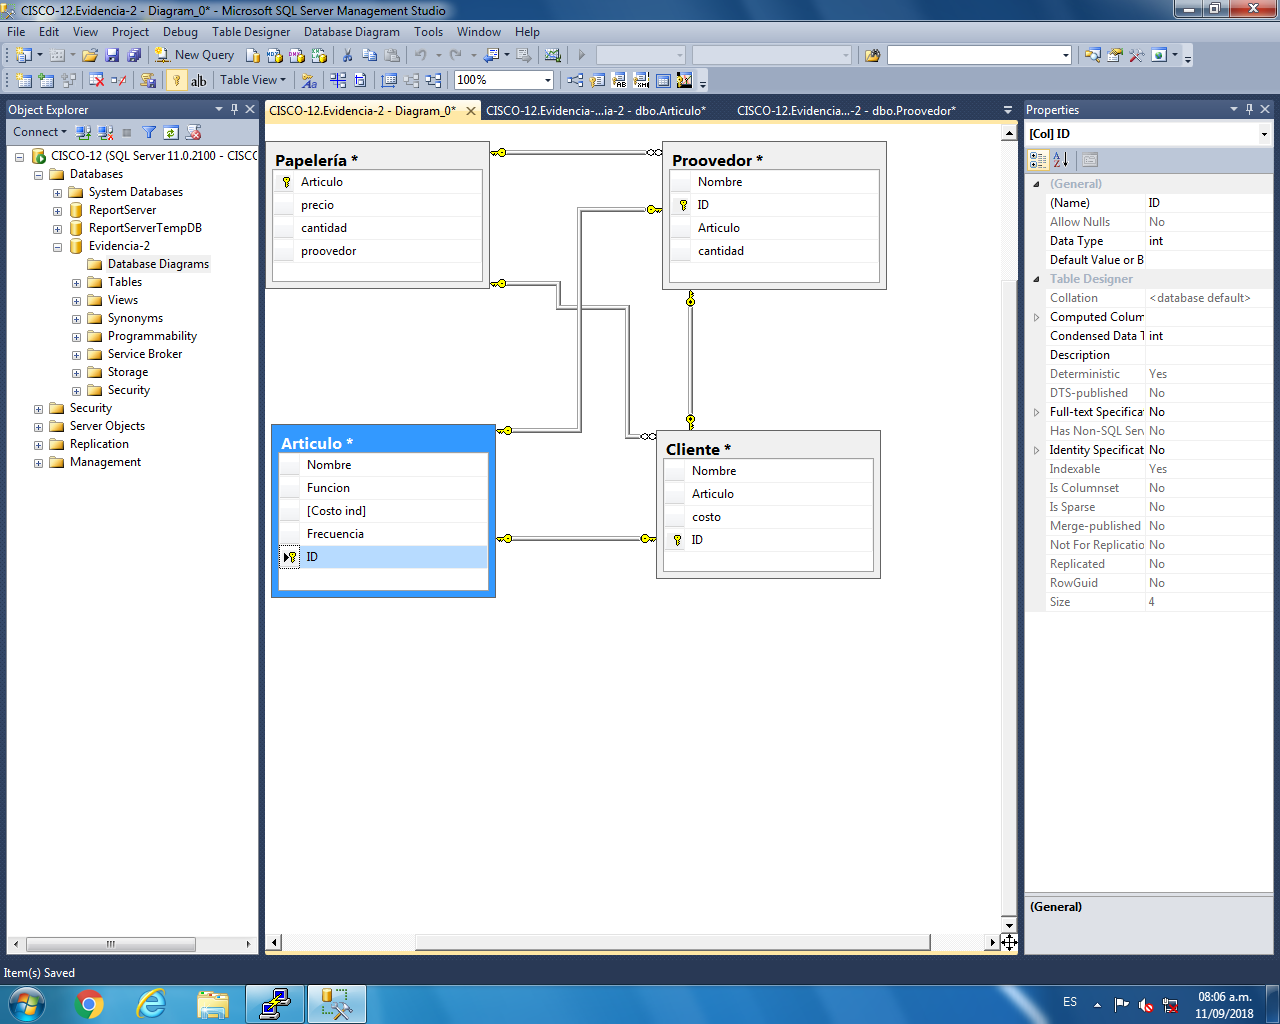 CISCO-12.Evidencia-2 - Diagram_0* - Microsoft SQL Server Management Studio
File Edit View Project Debug Table Designer Database Diagram Tools Window Help
New Query
Table View
100%
Object Explorer
Connect
CISCO-12 (SQL Server 11.0.2100 - CISCO
Databases
System Databases
ReportServer
ReportServerTempDB
Evidencia-2
Database Diagrams
Tables
Views
Synonyms
Programmability
Service Broker
Storage
Security
Security
Server Objects
Replication
Management
CISCO-12.Evidencia-2 - Diagram_0*
CISCO-12.Evidencia-...ia-2 - dbo.Articulo*
CISCO-12.Evidencia...-2 - dbo.Proovedor*
Papelería *
Articulo
precio
cantidad
proovedor
Proovedor *
Nombre
ID
Articulo
cantidad
Articulo *
Nombre
Funcion
[Costo ind]
Frecuencia
ID
Cliente *
Nombre
Articulo
costo
ID
Properties
[Col] ID
(General)
(Name) ID
Allow Nulls No
Data Type int
Default Value or B
Table Designer
Collation <database default>
Computed Colum
Condensed Data T int
Description
Deterministic Yes
DTS-published No
Full-text Specificat No
Has Non-SQL Serv No
Identity Specificat No
Indexable Yes
Is Columnset No
Is Sparse No
Merge-published No
Not For Replicatio No
Replicated No
RowGuid No
Size 4
(General)
Item(s) Saved
ES
08:06 a.m.
11/09/2018